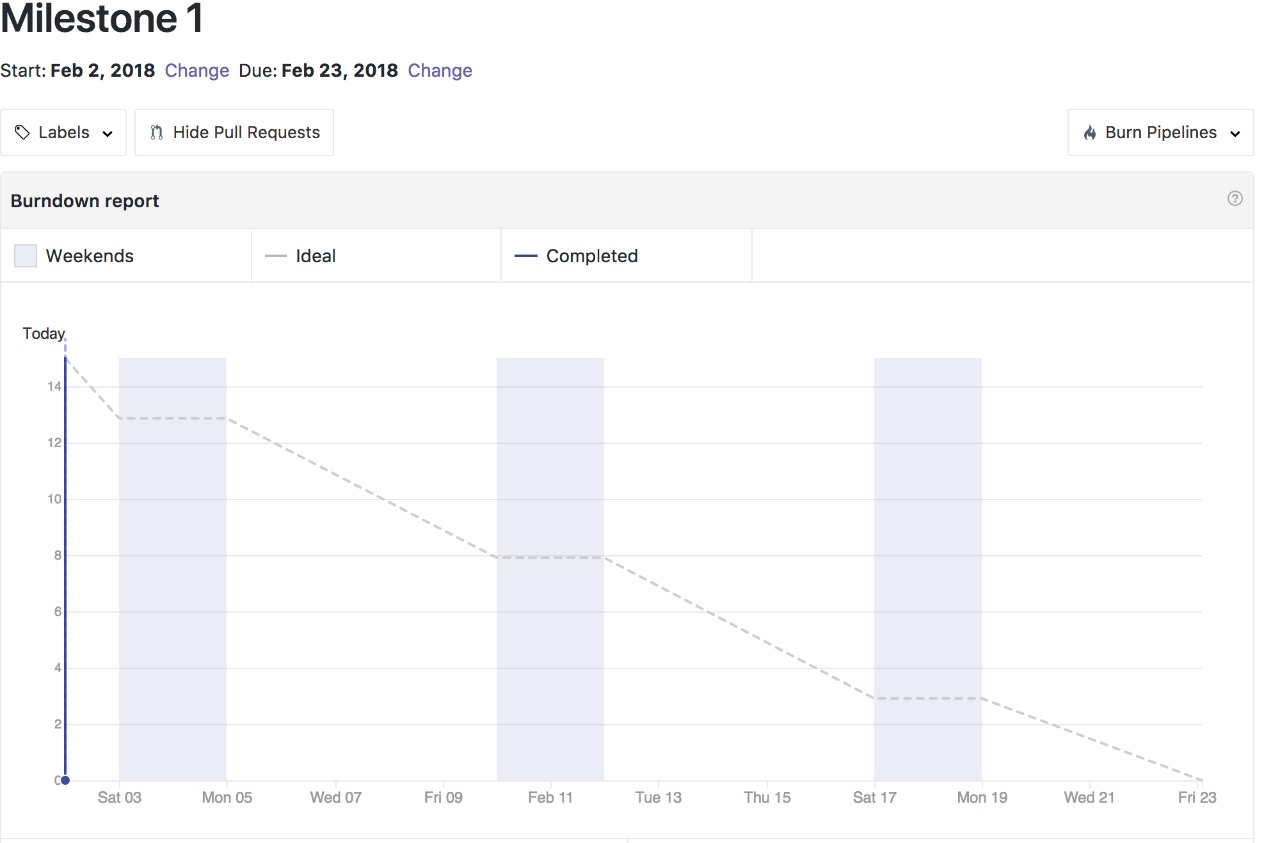 Milestone 1
Start: Feb 2, 2018 Change Due: Feb 23, 2018 Change
Labels Hide Pull Requests Burn Pipelines
Burndown report ?
Weekends Ideal Completed
Today
14
12
10
8
6
4
2
0
Sat 03 Mon 05 Wed 07 Fri 09 Feb 11 Tue 13 Thu 15 Sat 17 Mon 19 Wed 21 Fri 23